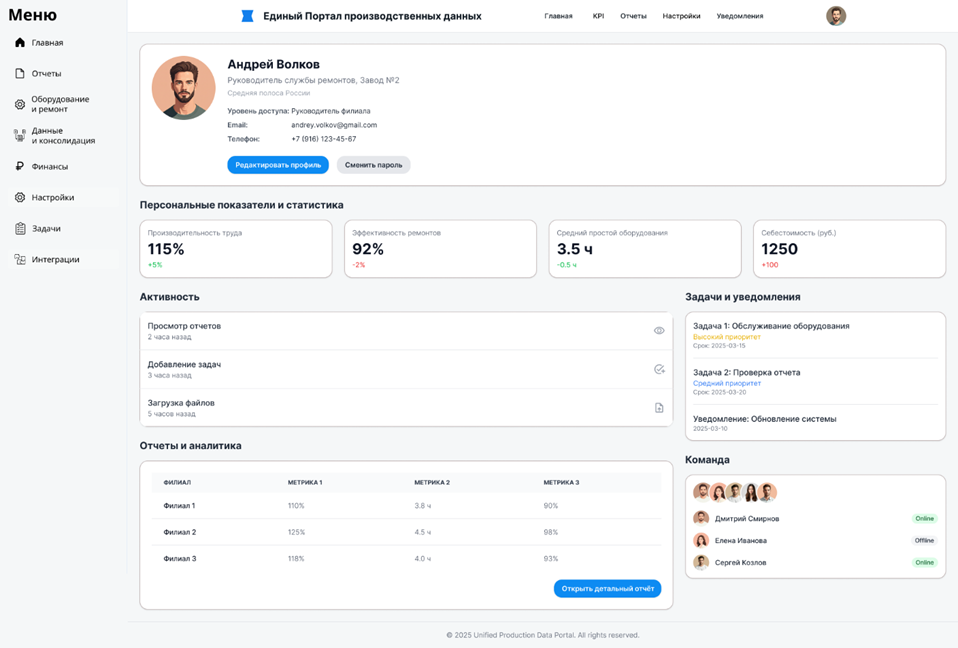 Меню
Главная
Отчеты
Оборудование
и ремонт
Данные
и консолидация
Финансы
Настройки
Задачи
Интеграции
Единый Портал производственных данных
Главная KPI Отчеты Настройки Уведомления
Андрей Волков
Руководитель службы ремонтов, Завод №2
Средняя полоса России
Уровень доступа: Руководитель филиала
Email: andrey.volkov@gmail.com
Телефон: +7 (916) 123-45-67
Редактировать профиль Сменить пароль
Персональные показатели и статистика
Производительность труда
115%
+5%
Эффективность ремонтов
92%
-2%
Средний простой оборудования
3.5 ч
-0.5 ч
Себестоимость (руб.)
1250
+100
Активность
Просмотр отчетов
2 часа назад
Добавление задач
3 часа назад
Загрузка файлов
5 часов назад
Отчеты и аналитика
ФИЛИАЛ МЕТРИКА 1 МЕТРИКА 2 МЕТРИКА 3
Филиал 1 110% 3.8 ч 90%
Филиал 2 125% 4.5 ч 98%
Филиал 3 118% 4.0 ч 93%
Открыть детальный отчёт
Задачи и уведомления
Задача 1: Обслуживание оборудования
Высокий приоритет
Срок: 2025-03-15
Задача 2: Проверка отчета
Средний приоритет
Срок: 2025-03-20
Уведомление: Обновление системы
2025-03-10
Команда
Дмитрий Смирнов Online
Елена Иванова Offline
Сергей Козлов Online
© 2025 Unified Production Data Portal. All rights reserved.